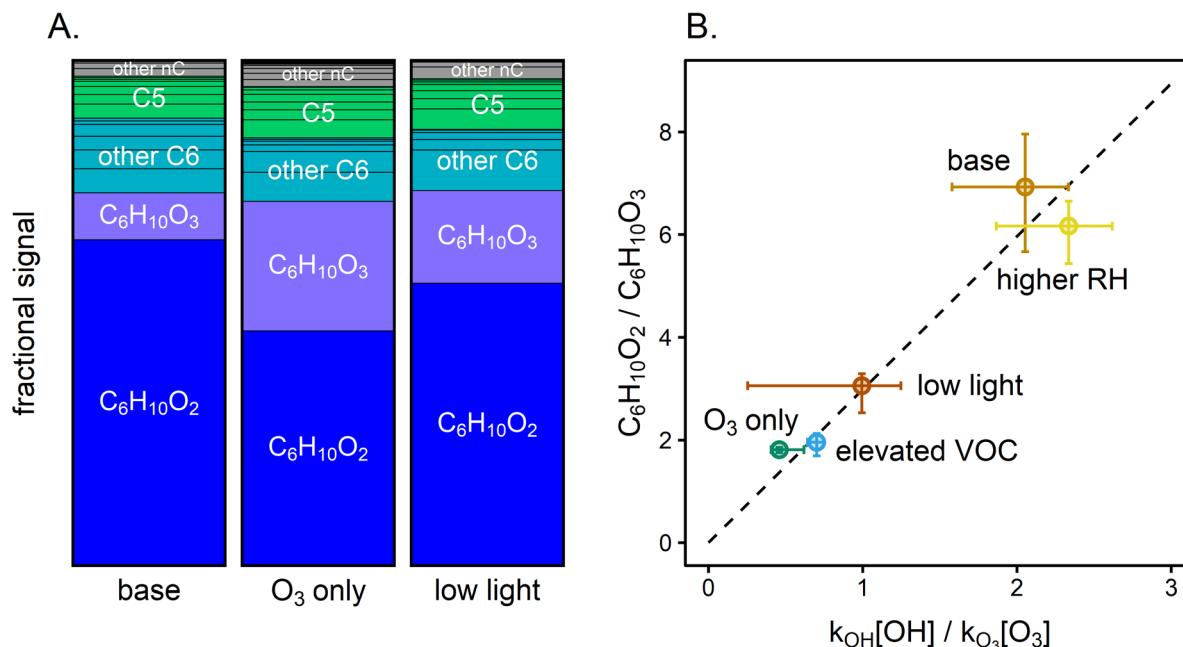 A.
fractional signal
other nC
C5
other C6
C₆H₁₀O₃
C₆H₁₀O₂
base
other nC
C5
other C6
C₆H₁₀O₃
C₆H₁₀O₂
O₃ only
other nC
C5
other C6
C₆H₁₀O₃
C₆H₁₀O₂
low light
B.
C₆H₁₀O₂ / C₆H₁₀O₃
8
6
4
2
0
base
higher RH
low light
O₃ only
elevated VOC
0 1 2 3
k_OH[OH] / k_O₃[O₃]